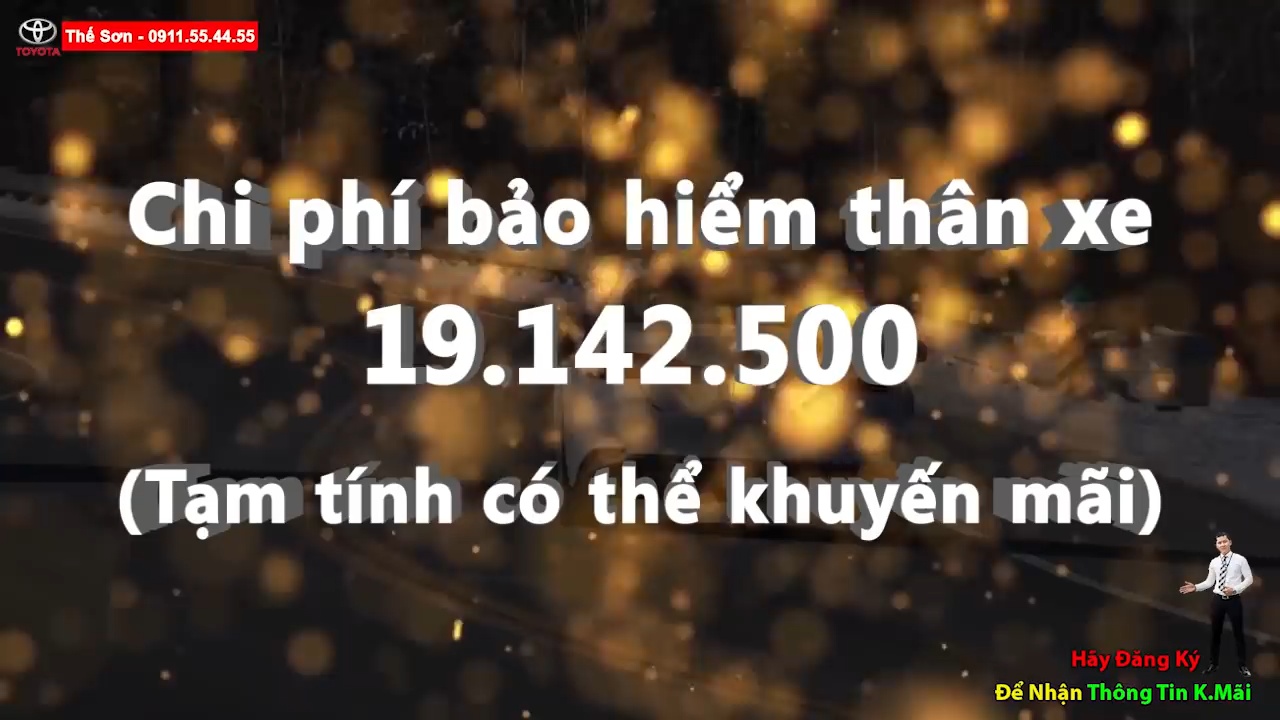 TOYOTA
Thế Sơn - 0911.55.44.55
Chi phí bảo hiểm thân xe
19.142.500
(Tạm tính có thể khuyến mãi)
Hãy Đăng Ký
Để Nhận Thông Tin K.Mãi